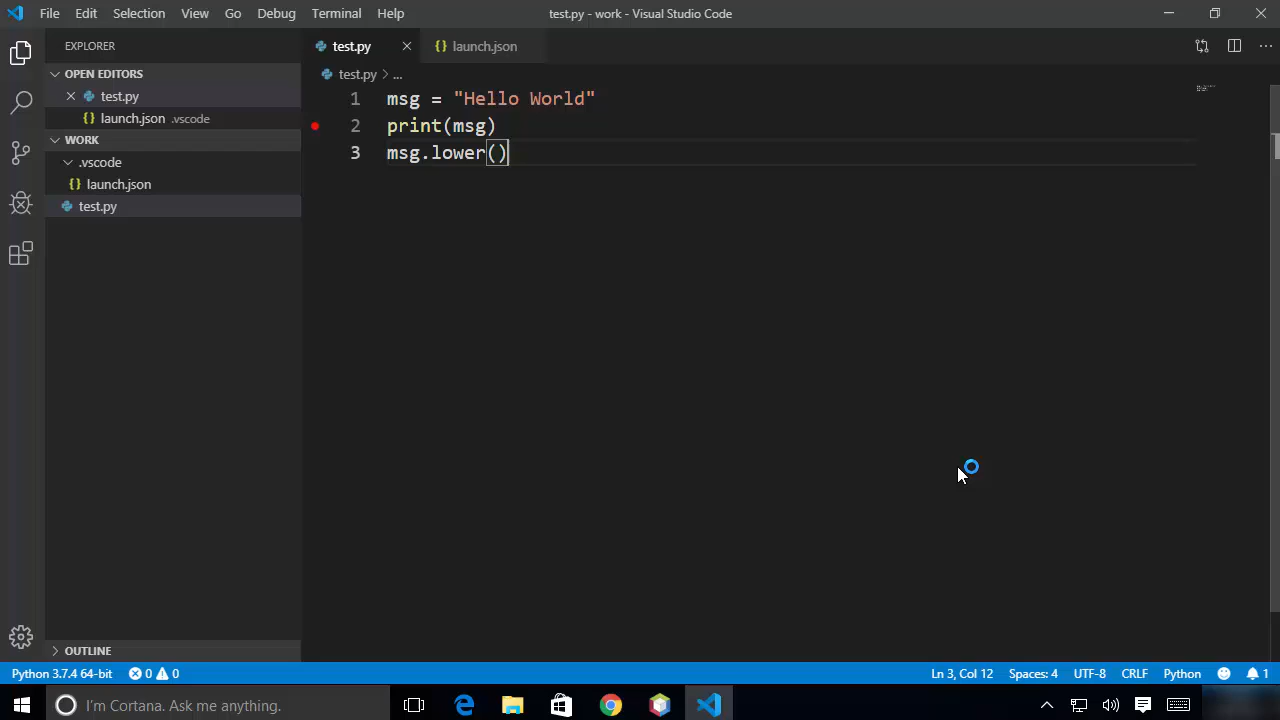 File Edit Selection View Go Debug Terminal Help
test.py - work - Visual Studio Code
EXPLORER
OPEN EDITORS
test.py
launch.json .vscode
WORK
.vscode
launch.json
test.py
OUTLINE
test.py
launch.json
test.py > ...
1 msg = "Hello World"
2 print(msg)
3 msg.lower()
Python 3.7.4 64-bit 0 0 Ln 3, Col 12 Spaces: 4 UTF-8 CRLF Python 1
I'm Cortana. Ask me anything.